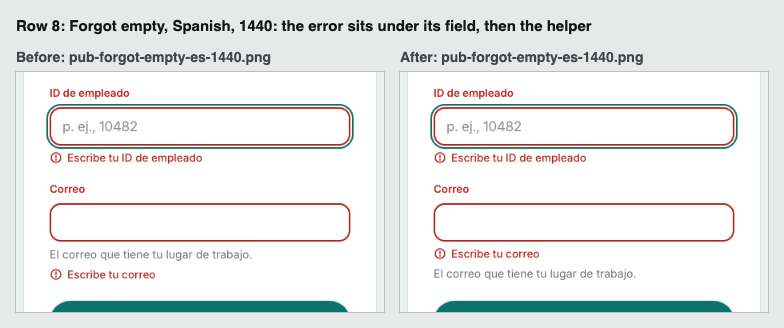 Row 8: Forgot empty, Spanish, 1440: the error sits under its field, then the helper
Before: pub-forgot-empty-es-1440.png
ID de empleado
p. ej., 10482
Escribe tu ID de empleado
Correo
El correo que tiene tu lugar de trabajo.
Escribe tu correo
After: pub-forgot-empty-es-1440.png
ID de empleado
p. ej., 10482
Escribe tu ID de empleado
Correo
Escribe tu correo
El correo que tiene tu lugar de trabajo.